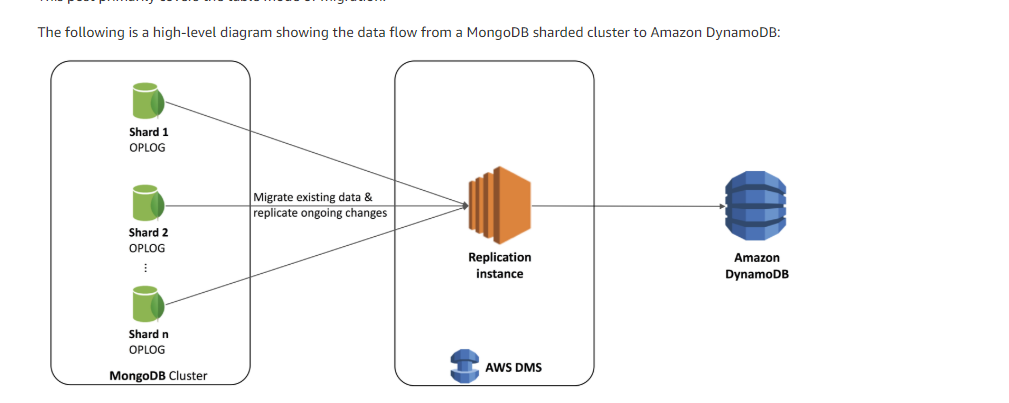 The following is a high-level diagram showing the data flow from a MongoDB sharded cluster to Amazon DynamoDB:
Shard 1
OPLOG
Migrate existing data &
replicate ongoing changes
Shard 2
OPLOG
⋮
Shard n
OPLOG
MongoDB Cluster
Replication
instance
AWS DMS
Amazon
DynamoDB